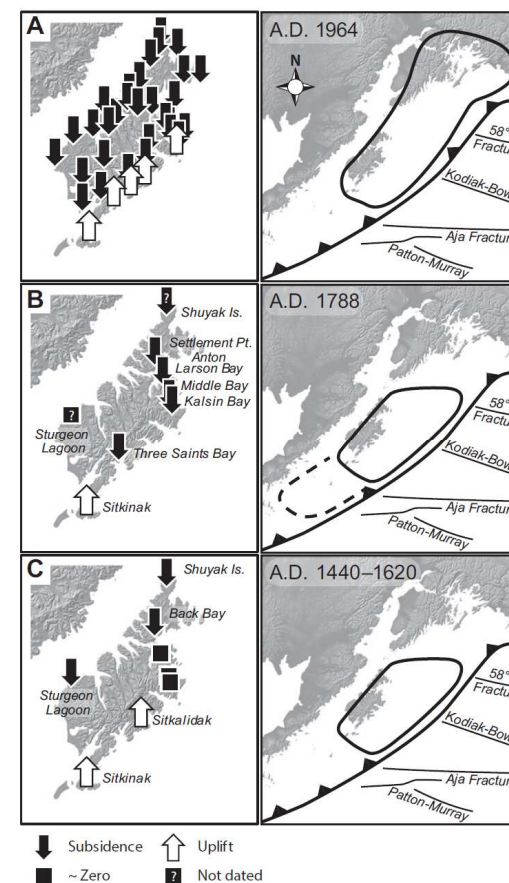 A
A.D. 1964
N
58°
Fractu
Kodiak-Bow
Aja Fractur
Patton-Murray
B
?
Shuyak Is.
Settlement Pt.
Anton
Larson Bay
Middle Bay
Kalsin Bay
?
Sturgeon
Lagoon
Three Saints Bay
Sitkinak
A.D. 1788
58°
Fractu
Kodiak-Bow
Aja Fractur
Patton-Murray
C
Shuyak Is.
Back Bay
Sturgeon
Lagoon
Sitkalidak
Sitkinak
A.D. 1440–1620
58°
Fractu
Kodiak-Bow
Aja Fractur
Patton-Murray
Subsidence
Uplift
~ Zero
? Not dated